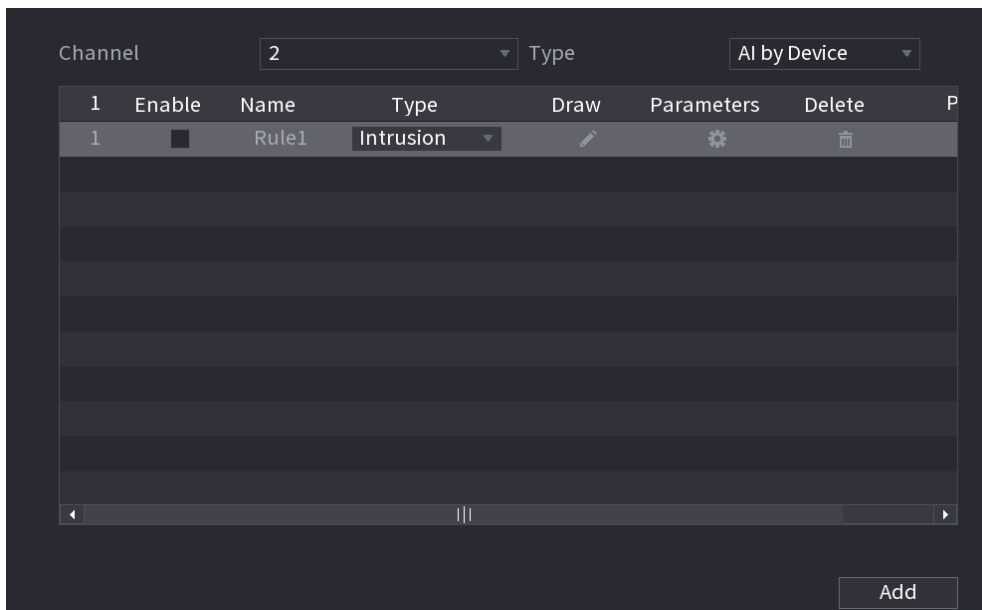 Channel 2 Type AI by Device
1 Enable Name Type Draw Parameters Delete P
1 Rule1 Intrusion
Add